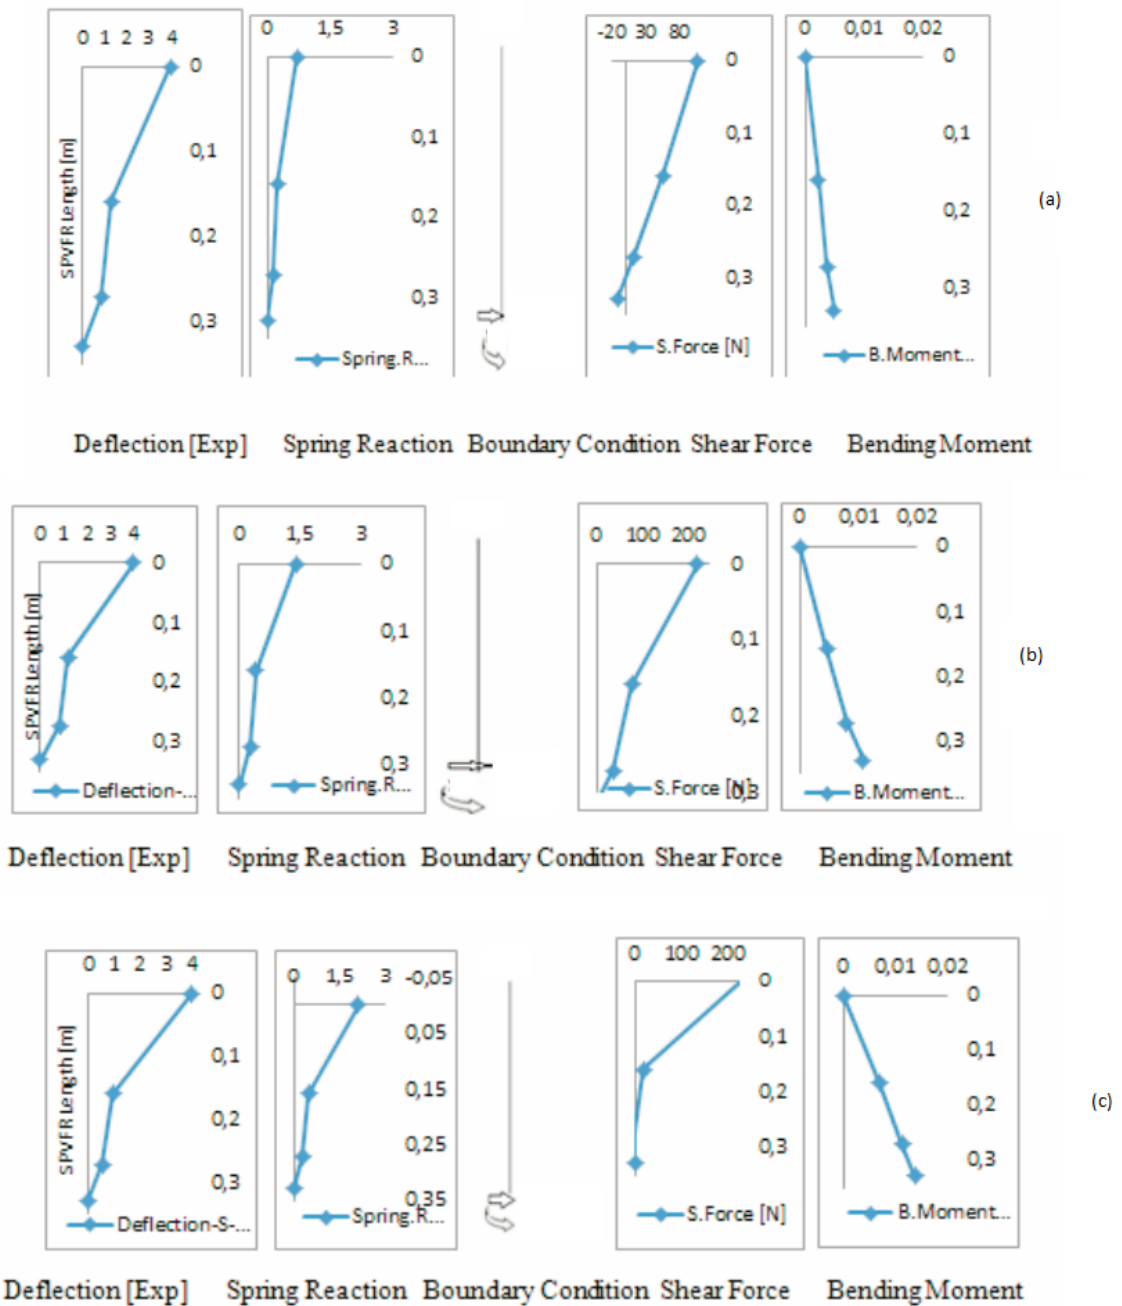 0 1 2 3 4
0
0,1
0,2
0,3
SPVFR Length [m]
0 1,5 3
0
0,1
0,2
0,3
Spring.R...
-20 30 80
0
0,1
0,2
0,3
S.Force [N]
0 0,01 0,02
0
0,1
0,2
0,3
B.Moment...
(a)
Deflection [Exp] Spring Reaction Boundary Condition Shear Force Bending Moment
0 1 2 3 4
0
0,1
0,2
0,3
SPVFR Length [m]
Deflection-...
0 1,5 3
0
0,1
0,2
0,3
Spring.R...
0 100 200
0
0,1
0,2
0,3
S.Force [N]
0 0,01 0,02
0
0,1
0,2
0,3
B.Moment...
(b)
Deflection [Exp] Spring Reaction Boundary Condition Shear Force Bending Moment
0 1 2 3 4
0
0,1
0,2
0,3
SPVFR Length [m]
Deflection-S-...
0 1,5 3
-0,05
0,05
0,15
0,25
0,35
Spring.R...
0 100 200
0
0,1
0,2
0,3
S.Force [N]
0 0,01 0,02
0
0,1
0,2
0,3
B.Moment...
(c)
Deflection [Exp] Spring Reaction Boundary Condition Shear Force Bending Moment